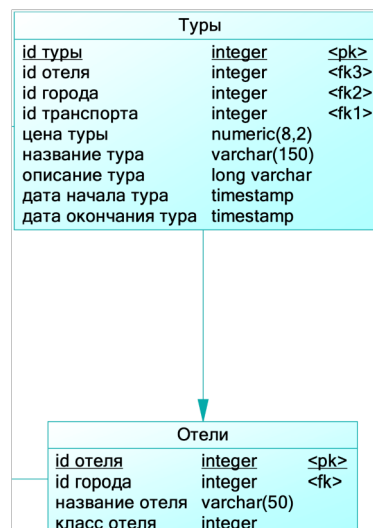 Туры
id туры integer <pk>
id отеля integer <fk3>
id города integer <fk2>
id транспорта integer <fk1>
цена туры numeric(8,2)
название тура varchar(150)
описание тура long varchar
дата начала тура timestamp
дата окончания тура timestamp
Отели
id отеля integer <pk>
id города integer <fk>
название отеля varchar(50)
класс отеля integer